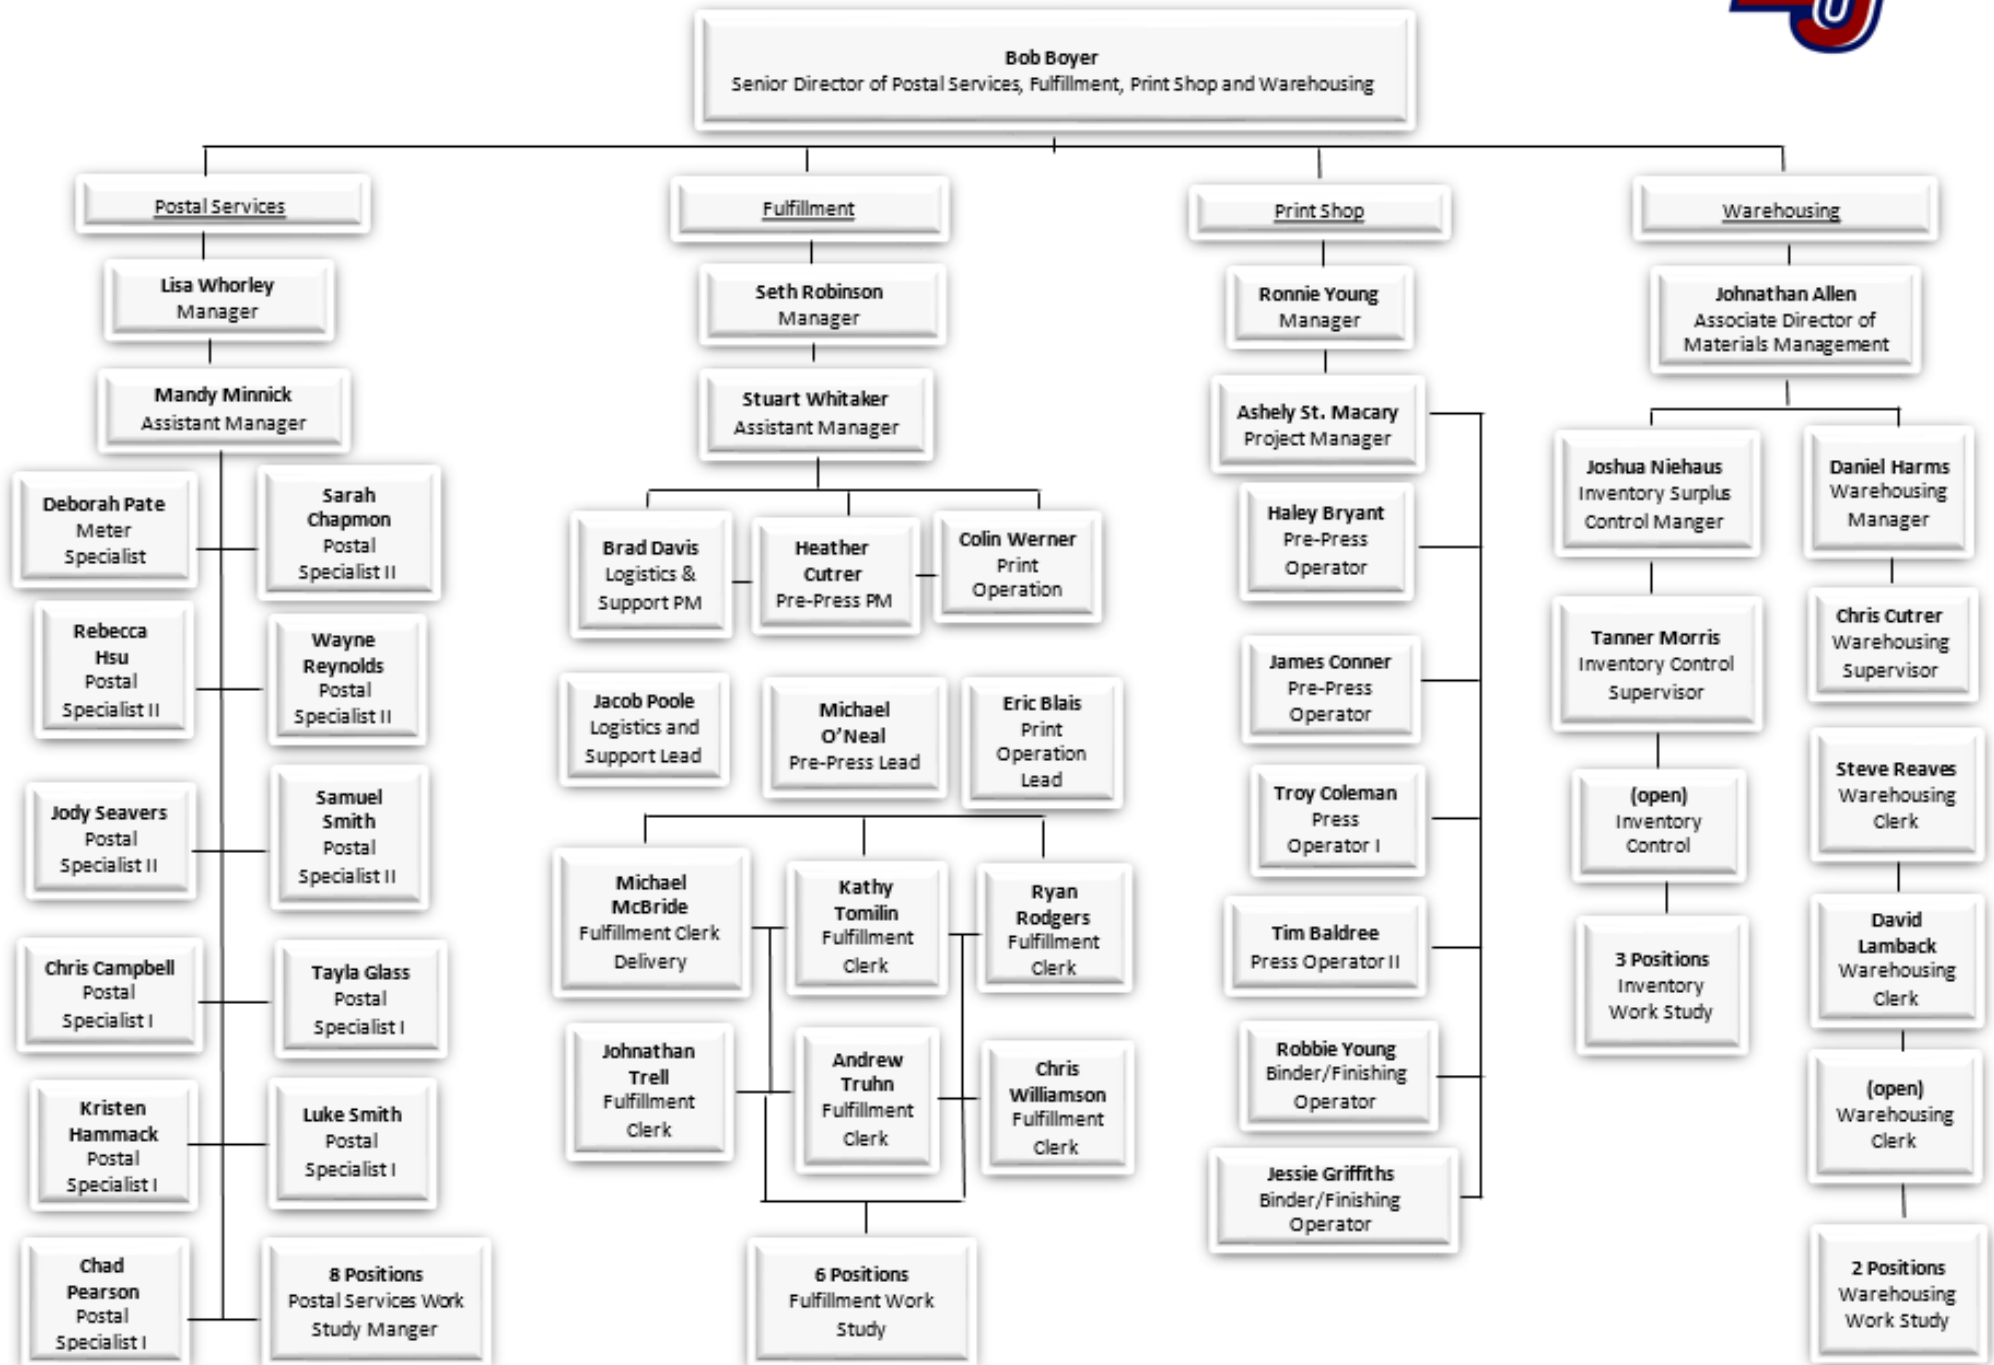 U
Bob Boyer
Senior Director of Postal Services, Fulfillment, Print Shop and Warehousing
Postal Services
Lisa Whorley
Manager
Mandy Minnick
Assistant Manager
Deborah Pate
Meter
Specialist
Sarah
Chapmon
Postal
Specialist II
Rebecca
Hsu
Postal
Specialist II
Wayne
Reynolds
Postal
Specialist II
Jody Seavers
Postal
Specialist II
Samuel
Smith
Postal
Specialist II
Chris Campbell
Postal
Specialist I
Tayla Glass
Postal
Specialist I
Kristen
Hammack
Postal
Specialist I
Luke Smith
Postal
Specialist I
Chad
Pearson
Postal
Specialist I
8 Positions
Postal Services Work
Study Manger
Fulfillment
Seth Robinson
Manager
Stuart Whitaker
Assistant Manager
Brad Davis
Logistics &
Support PM
Heather
Cutrer
Pre-Press PM
Colin Werner
Print
Operation
Jacob Poole
Logistics and
Support Lead
Michael
O’Neal
Pre-Press Lead
Eric Blais
Print
Operation
Lead
Michael
McBride
Fulfillment Clerk
Delivery
Kathy
Tomilin
Fulfillment
Clerk
Ryan
Rodgers
Fulfillment
Clerk
Johnathan
Trell
Fulfillment
Clerk
Andrew
Truhn
Fulfillment
Clerk
Chris
Williamson
Fulfillment
Clerk
6 Positions
Fulfillment Work
Study
Print Shop
Ronnie Young
Manager
Ashely St. Macary
Project Manager
Haley Bryant
Pre-Press
Operator
James Conner
Pre-Press
Operator
Troy Coleman
Press
Operator I
Tim Baldree
Press Operator II
Robbie Young
Binder/Finishing
Operator
Jessie Griffiths
Binder/Finishing
Operator
Warehousing
Johnathan Allen
Associate Director of
Materials Management
Joshua Niehaus
Inventory Surplus
Control Manger
Tanner Morris
Inventory Control
Supervisor
(open)
Inventory
Control
3 Positions
Inventory
Work Study
Daniel Harms
Warehousing
Manager
Chris Cutrer
Warehousing
Supervisor
Steve Reaves
Warehousing
Clerk
David
Lamback
Warehousing
Clerk
(open)
Warehousing
Clerk
2 Positions
Warehousing
Work Study